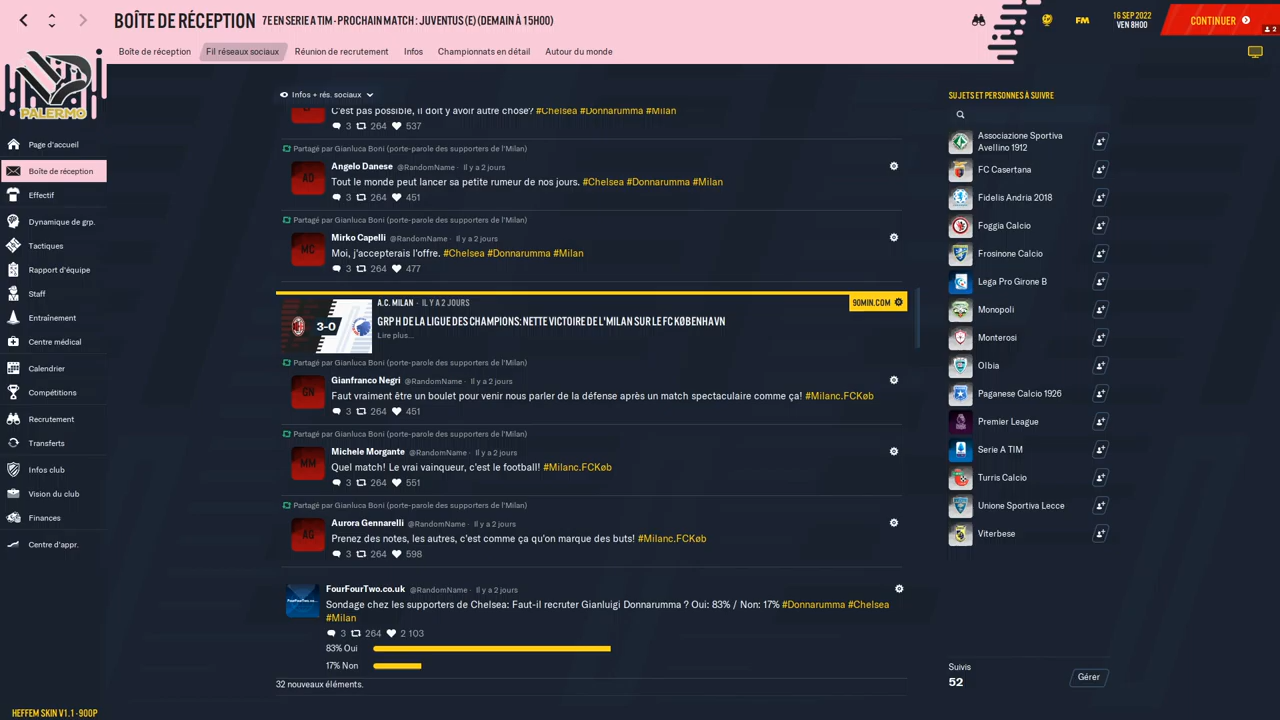 BOÎTE DE RÉCEPTION 7E EN SERIE A TIM - PROCHAIN MATCH : JUVENTUS (E) (DEMAIN À 15H00)
16 SEP 2022
VEN 8H00
FM
CONTINUER
2
Boîte de réception Fil réseaux sociaux Réunion de recrutement Infos Championnats en détail Autour du monde
PALERMO
Page d'accueil
Boîte de réception
Effectif
Dynamique de grp.
Tactiques
Rapport d'équipe
Staff
Entraînement
Centre médical
Calendrier
Compétitions
Recrutement
Transferts
Infos club
Vision du club
Finances
Centre d'appr.
HEFFEM SKIN V1.1 - 900P
Infos + rés. sociaux
C'est pas possible, il doit y avoir autre chose? #Chelsea #Donnarumma #Milan
3 264 537
Partagé par Gianluca Boni (porte-parole des supporters de l'Milan)
AD
Angelo Danese @RandomName · Il y a 2 jours
Tout le monde peut lancer sa petite rumeur de nos jours. #Chelsea #Donnarumma #Milan
3 264 451
Partagé par Gianluca Boni (porte-parole des supporters de l'Milan)
MC
Mirko Capelli @RandomName · Il y a 2 jours
Moi, j'accepterais l'offre. #Chelsea #Donnarumma #Milan
3 264 477
3-0
A.C. MILAN · IL Y A 2 JOURS
90MIN.COM
GRP H DE LA LIGUE DES CHAMPIONS: NETTE VICTOIRE DE L'MILAN SUR LE FC KØBENHAVN
Lire plus...
Partagé par Gianluca Boni (porte-parole des supporters de l'Milan)
GN
Gianfranco Negri @RandomName · Il y a 2 jours
Faut vraiment être un boulet pour venir nous parler de la défense après un match spectaculaire comme ça! #Milanc.FCKøb
3 264 451
Partagé par Gianluca Boni (porte-parole des supporters de l'Milan)
MM
Michele Morgante @RandomName · Il y a 2 jours
Quel match! Le vrai vainqueur, c'est le football! #Milanc.FCKøb
3 264 551
Partagé par Gianluca Boni (porte-parole des supporters de l'Milan)
AG
Aurora Gennarelli @RandomName · Il y a 2 jours
Prenez des notes, les autres, c'est comme ça qu'on marque des buts! #Milanc.FCKøb
3 264 598
FourFourTwo.co.uk @RandomName · Il y a 2 jours
Sondage chez les supporters de Chelsea: Faut-il recruter Gianluigi Donnarumma ? Oui: 83% / Non: 17% #Donnarumma #Chelsea
#Milan
3 264 2 103
83% Oui
17% Non
32 nouveaux éléments.
SUJETS ET PERSONNES À SUIVRE
Associazione Sportiva
Avellino 1912
FC Casertana
Fidelis Andria 2018
Foggia Calcio
Frosinone Calcio
Lega Pro Girone B
Monopoli
Monterosi
Olbia
Paganese Calcio 1926
Premier League
Serie A TIM
Turris Calcio
Unione Sportiva Lecce
Viterbese
Suivis
52
Gérer